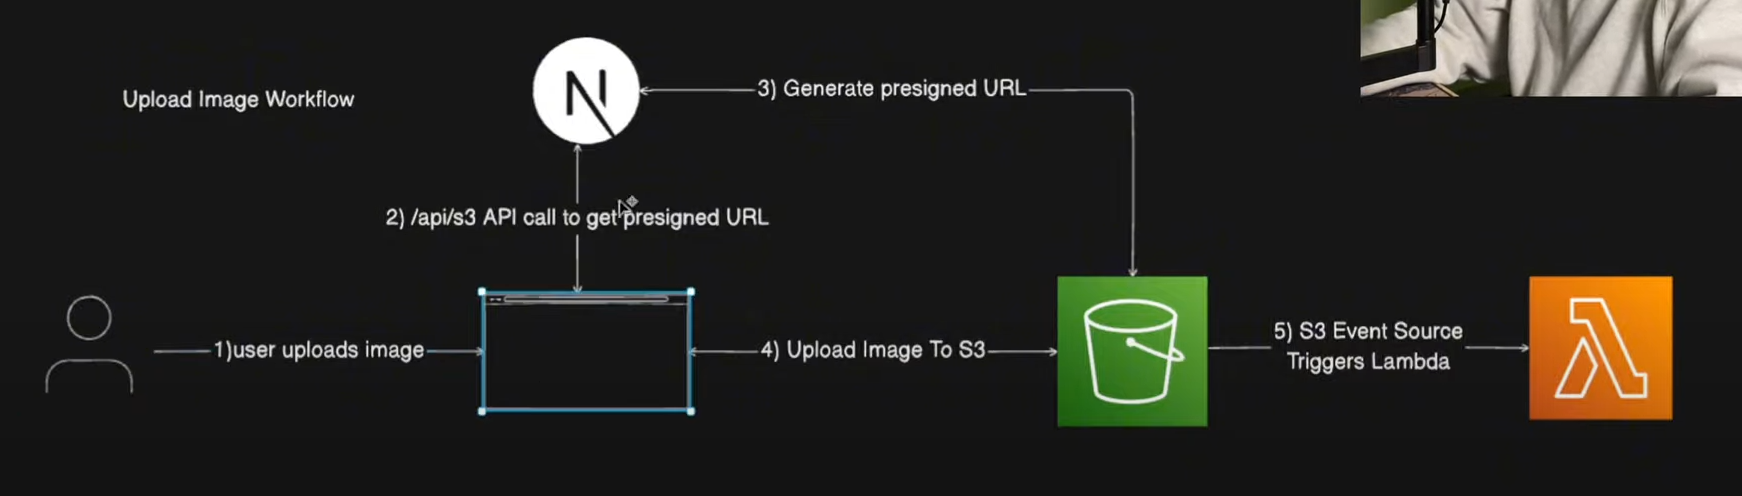 Upload Image Workflow
3) Generate presigned URL
2) /api/s3 API call to get presigned URL
1)user uploads image
4) Upload Image To S3
5) S3 Event Source
Triggers Lambda